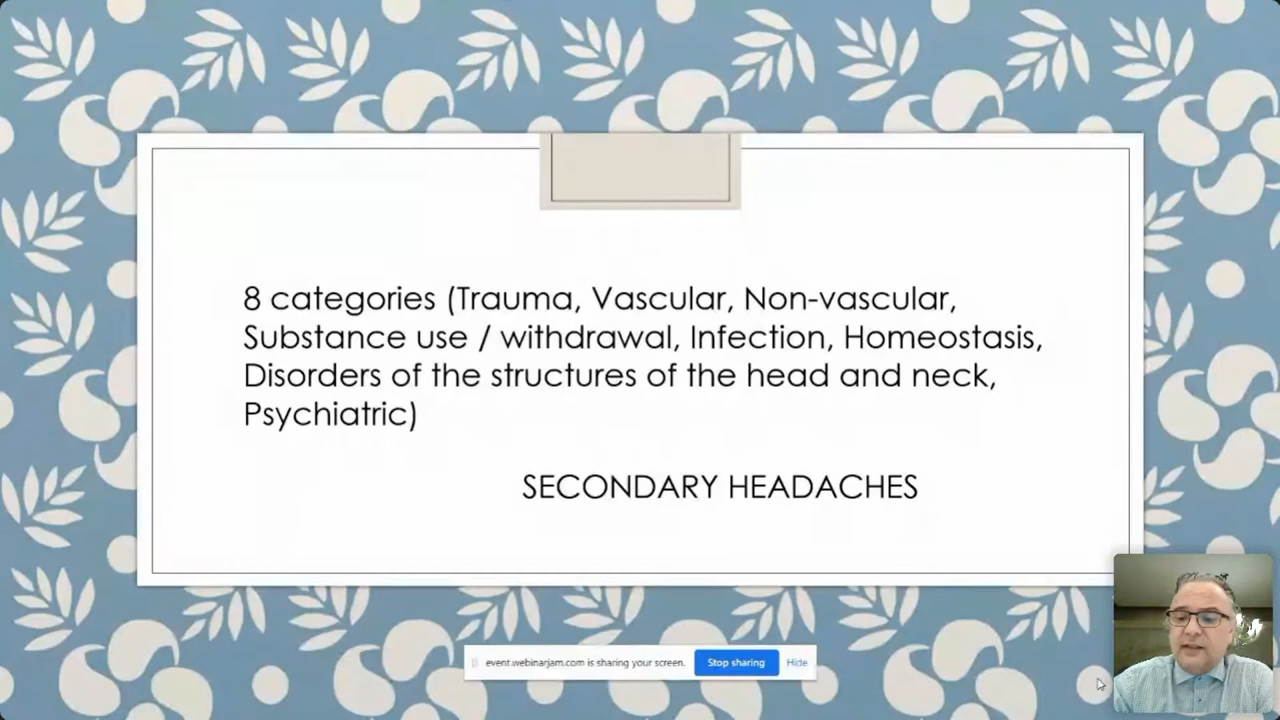 8 categories (Trauma, Vascular, Non-vascular,
Substance use / withdrawal, Infection, Homeostasis,
Disorders of the structures of the head and neck,
Psychiatric)
SECONDARY HEADACHES
event.webinarjam.com is sharing your screen. Stop sharing Hide